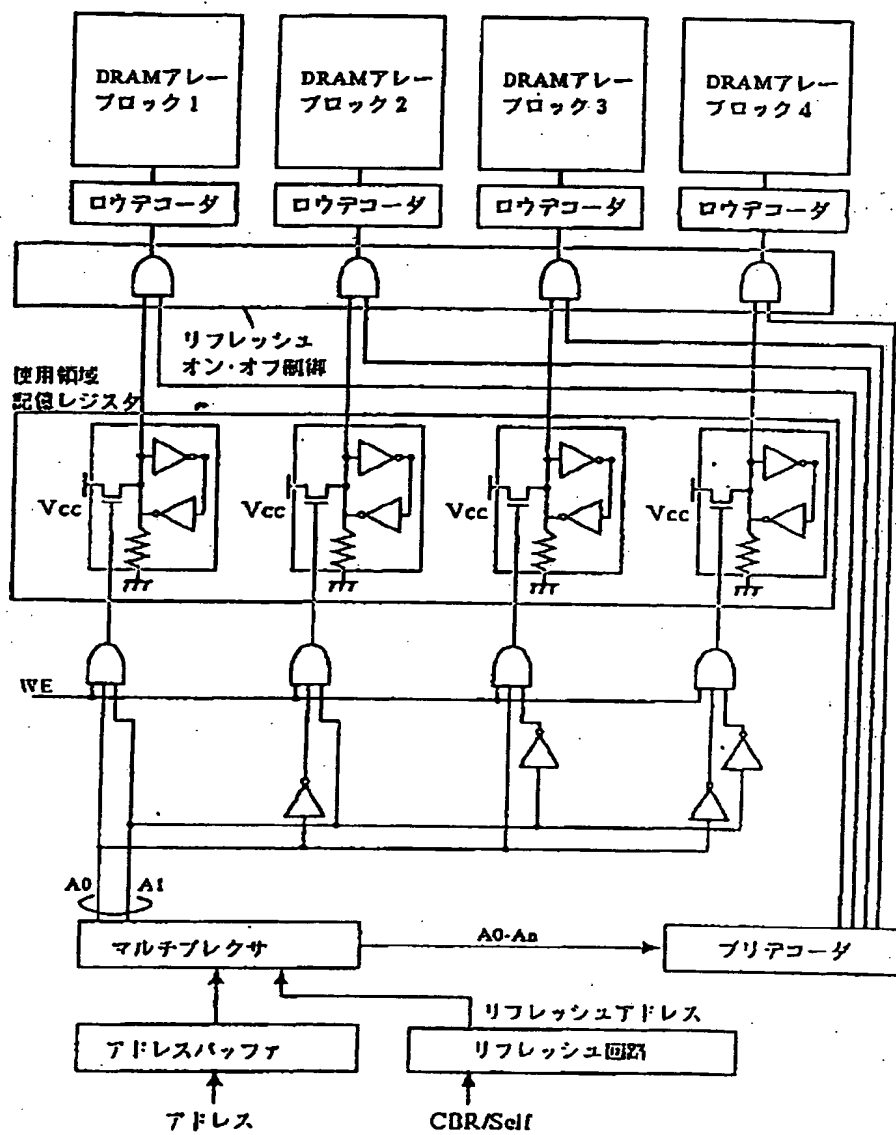 DRAMアレー
ブロック1
DRAMアレー
ブロック2
DRAMアレー
ブロック3
DRAMアレー
ブロック4
ロウデコーダ
ロウデコーダ
ロウデコーダ
ロウデコーダ
リフレッシュ
オン・オフ制御
使用領域
記憶レジスタ
Vcc
Vcc
Vcc
Vcc
WE
A0
A1
マルチプレクサ
A0-An
プリデコーダ
リフレッシュアドレス
アドレスバッファ
リフレッシュ回路
アドレス
CBR/Self